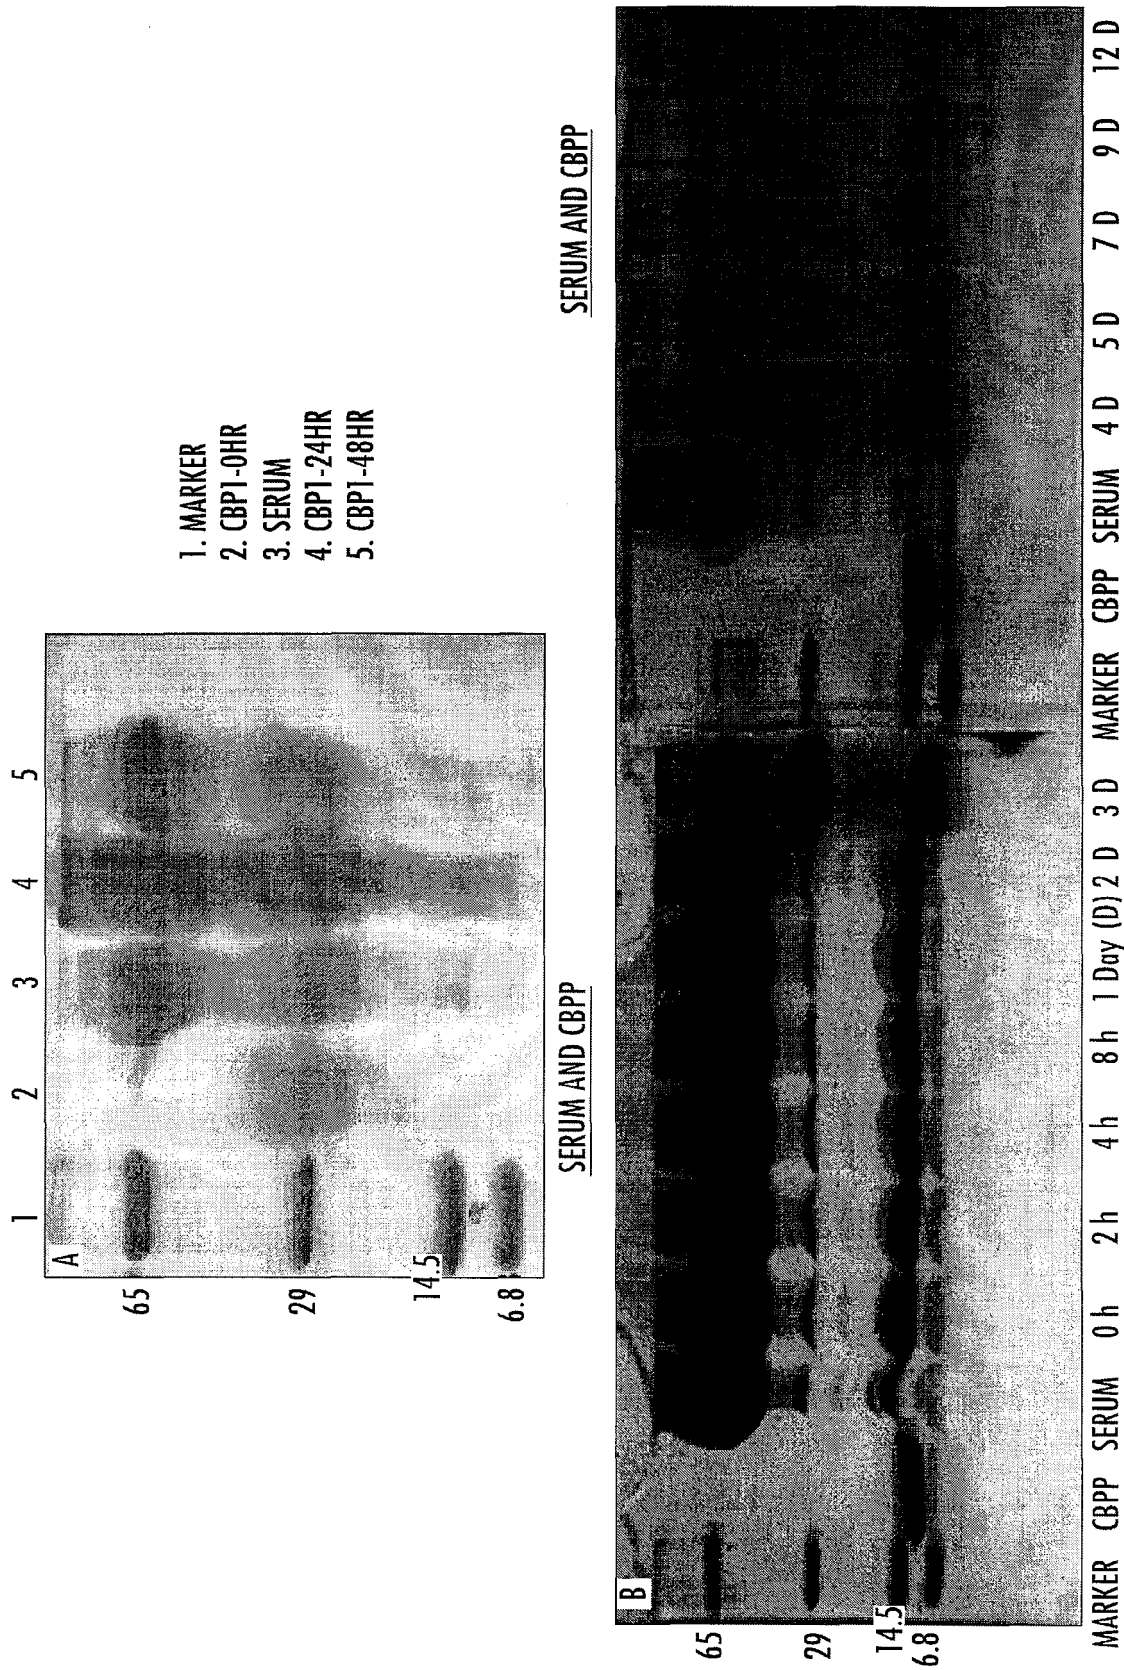 1 2 3 4 5
A
65
29
14.5
6.8
1. MARKER
2. CBP1-0HR
3. SERUM
4. CBP1-24HR
5. CBP1-48HR
SERUM AND CBPP
SERUM AND CBPP
B
65
29
14.5
6.8
MARKER CBPP SERUM 0 h 2 h 4 h 8 h 1 Day (D) 2 D 3 D MARKER CBPP SERUM 4 D 5 D 7 D 9 D 12 D